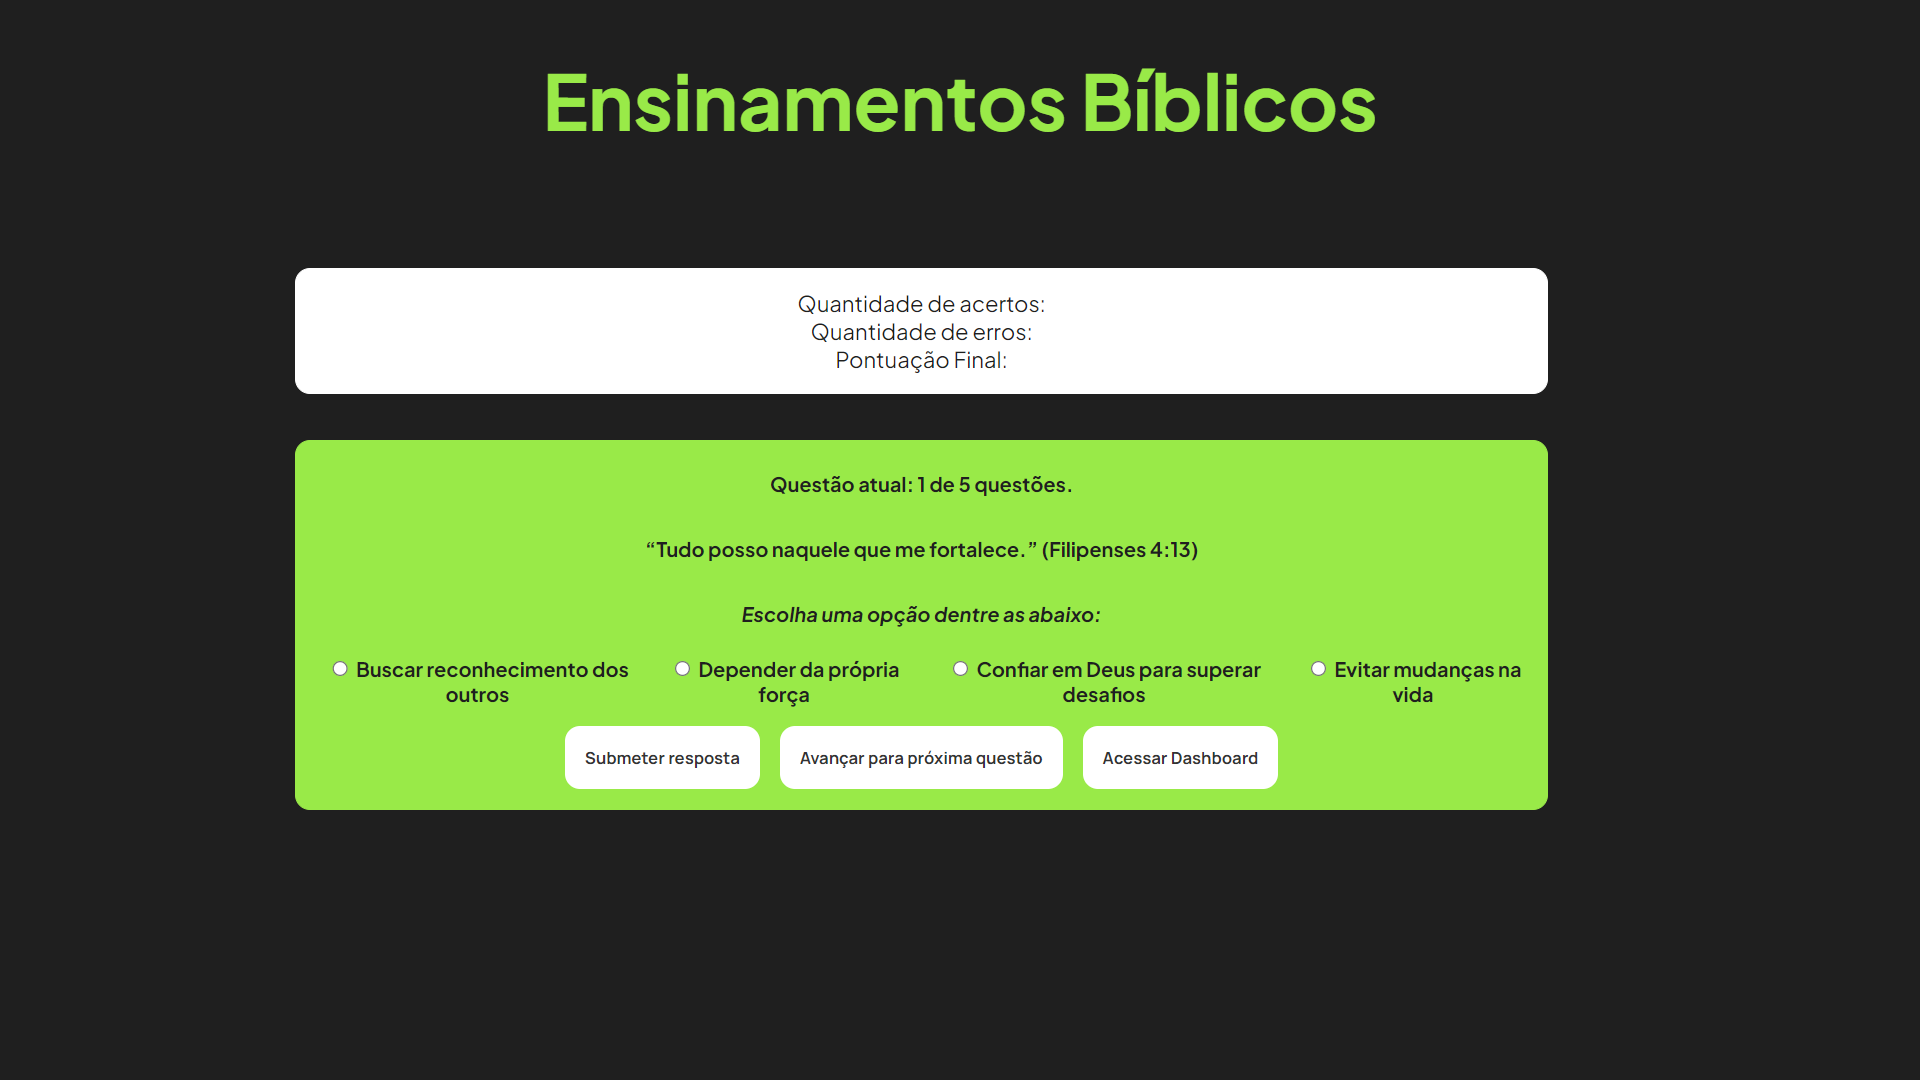 Ensinamentos Bíblicos
Quantidade de acertos:
Quantidade de erros:
Pontuação Final:
Questão atual: 1 de 5 questões.
“Tudo posso naquele que me fortalece.” (Filipenses 4:13)
Escolha uma opção dentre as abaixo:
Buscar reconhecimento dos
outros
Depender da própria
força
Confiar em Deus para superar
desafios
Evitar mudanças na
vida
Submeter resposta
Avançar para próxima questão
Acessar Dashboard